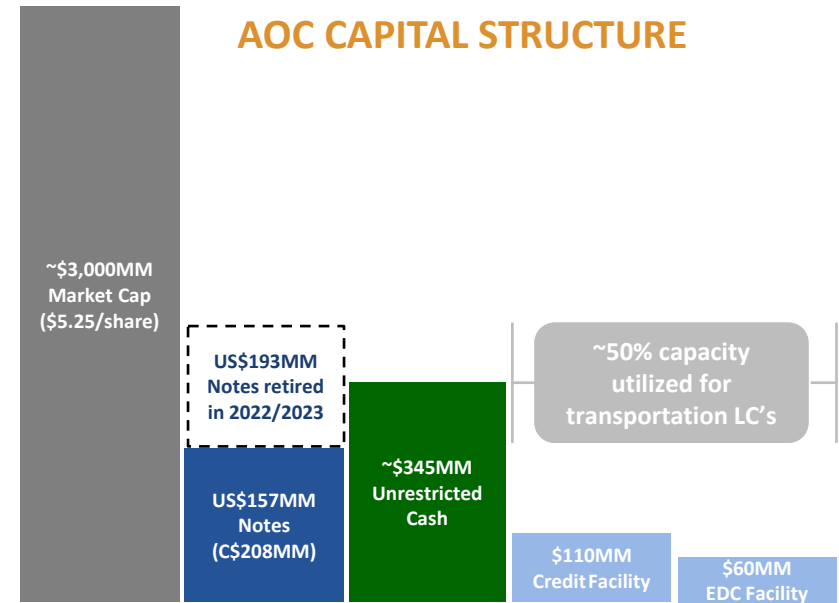 AOC CAPITAL STRUCTURE
~$3,000MM
Market Cap
($5.25/share)
US$193MM
Notes retired
in 2022/2023
US$157MM
Notes
(C$208MM)
~$345MM
Unrestricted
Cash
~50% capacity
utilized for
transportation LC's
$110MM
Credit Facility
$60MM
EDC Facility